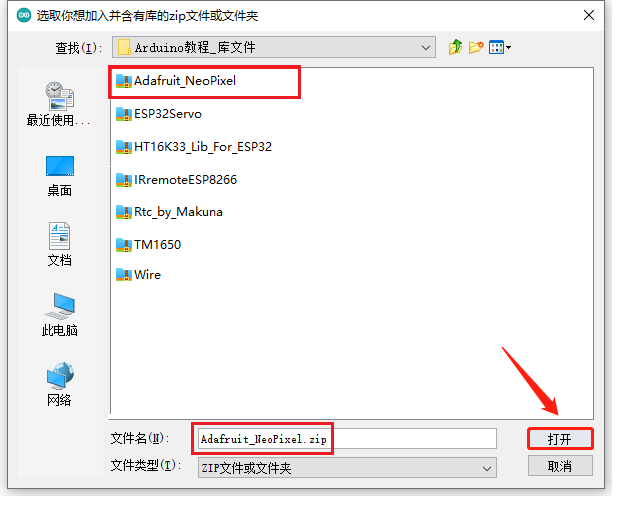 选取你想加入并含有库的zip文件或文件夹
查找(I):
Arduino教程_库文件
最近使用...
桌面
文档
此电脑
网络
Adafruit_NeoPixel
ESP32Servo
HT16K33_Lib_For_ESP32
IRremoteESP8266
Rtc_by_Makuna
TM1650
Wire
文件名(N):
Adafruit_NeoPixel.zip
打开
文件类型(T):
ZIP文件或文件夹
取消